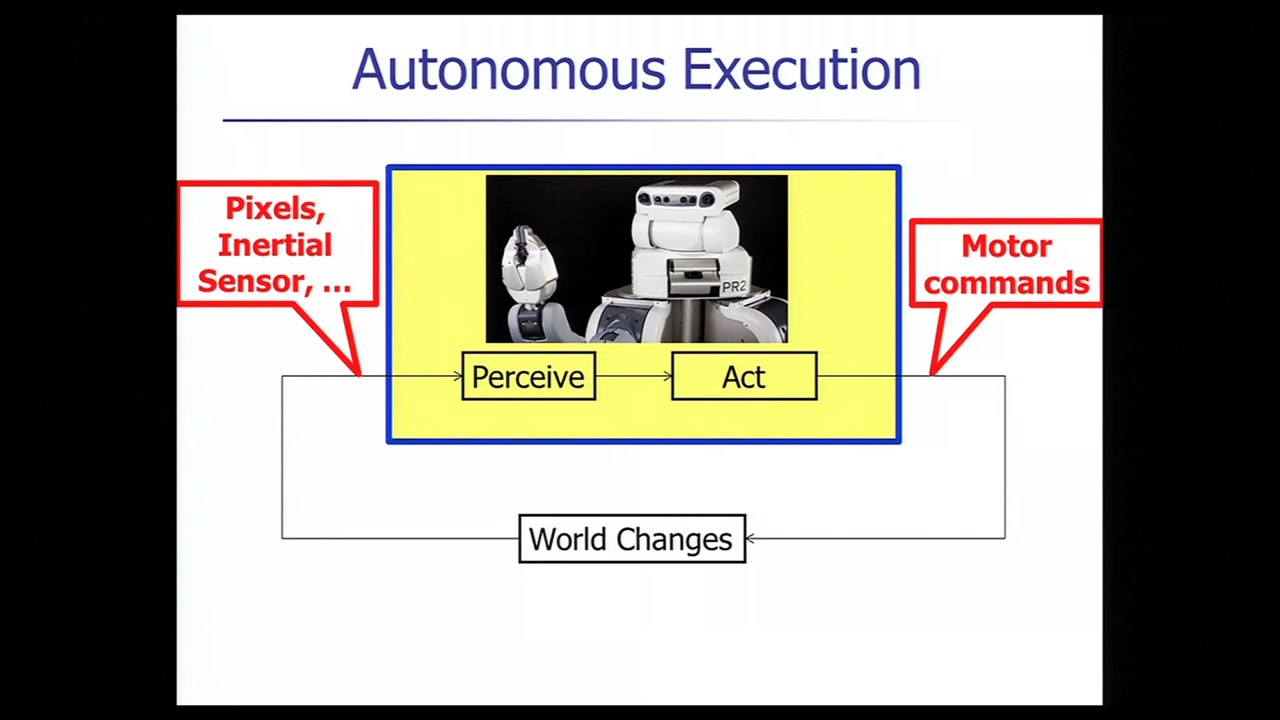 Autonomous Execution
Pixels,
Inertial
Sensor, ...
Motor
commands
PR2
Perceive
Act
World Changes